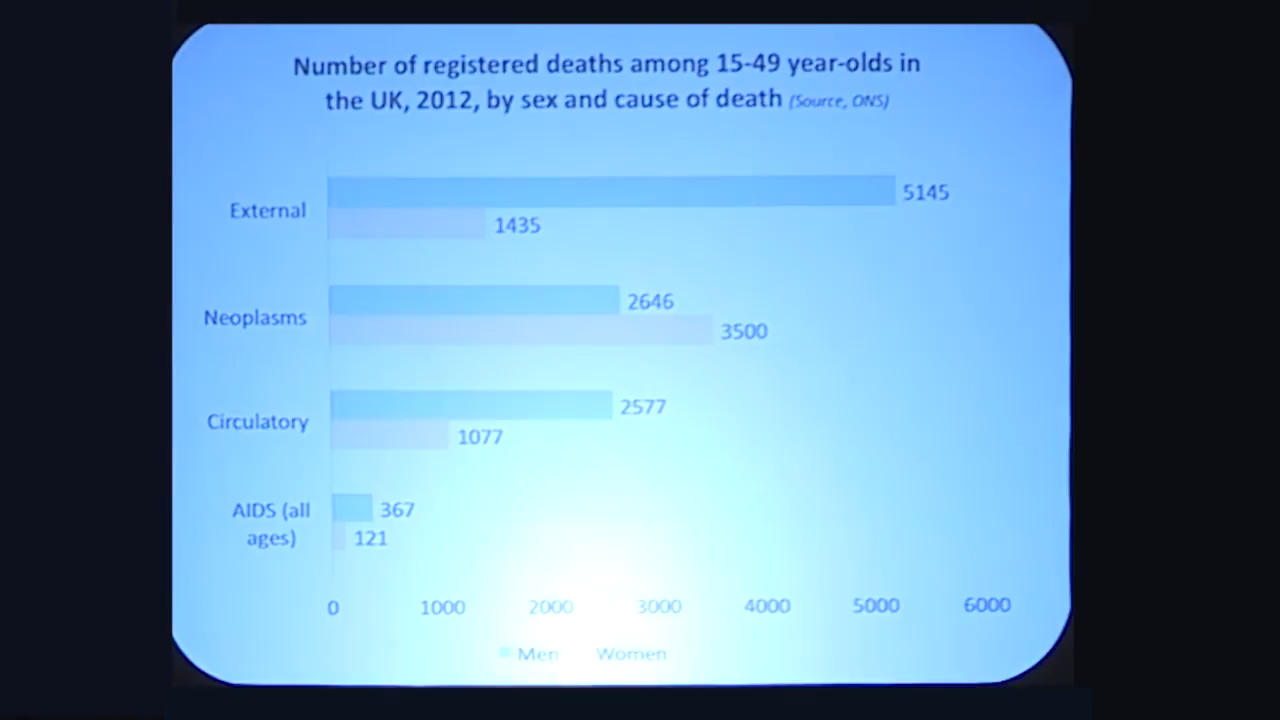 Number of registered deaths among 15-49 year-olds in
the UK, 2012, by sex and cause of death (Source, ONS)
External
5145
1435
Neoplasms
2646
3500
Circulatory
2577
1077
AIDS (all
ages)
367
121
0 1000 2000 3000 4000 5000 6000
Men Women